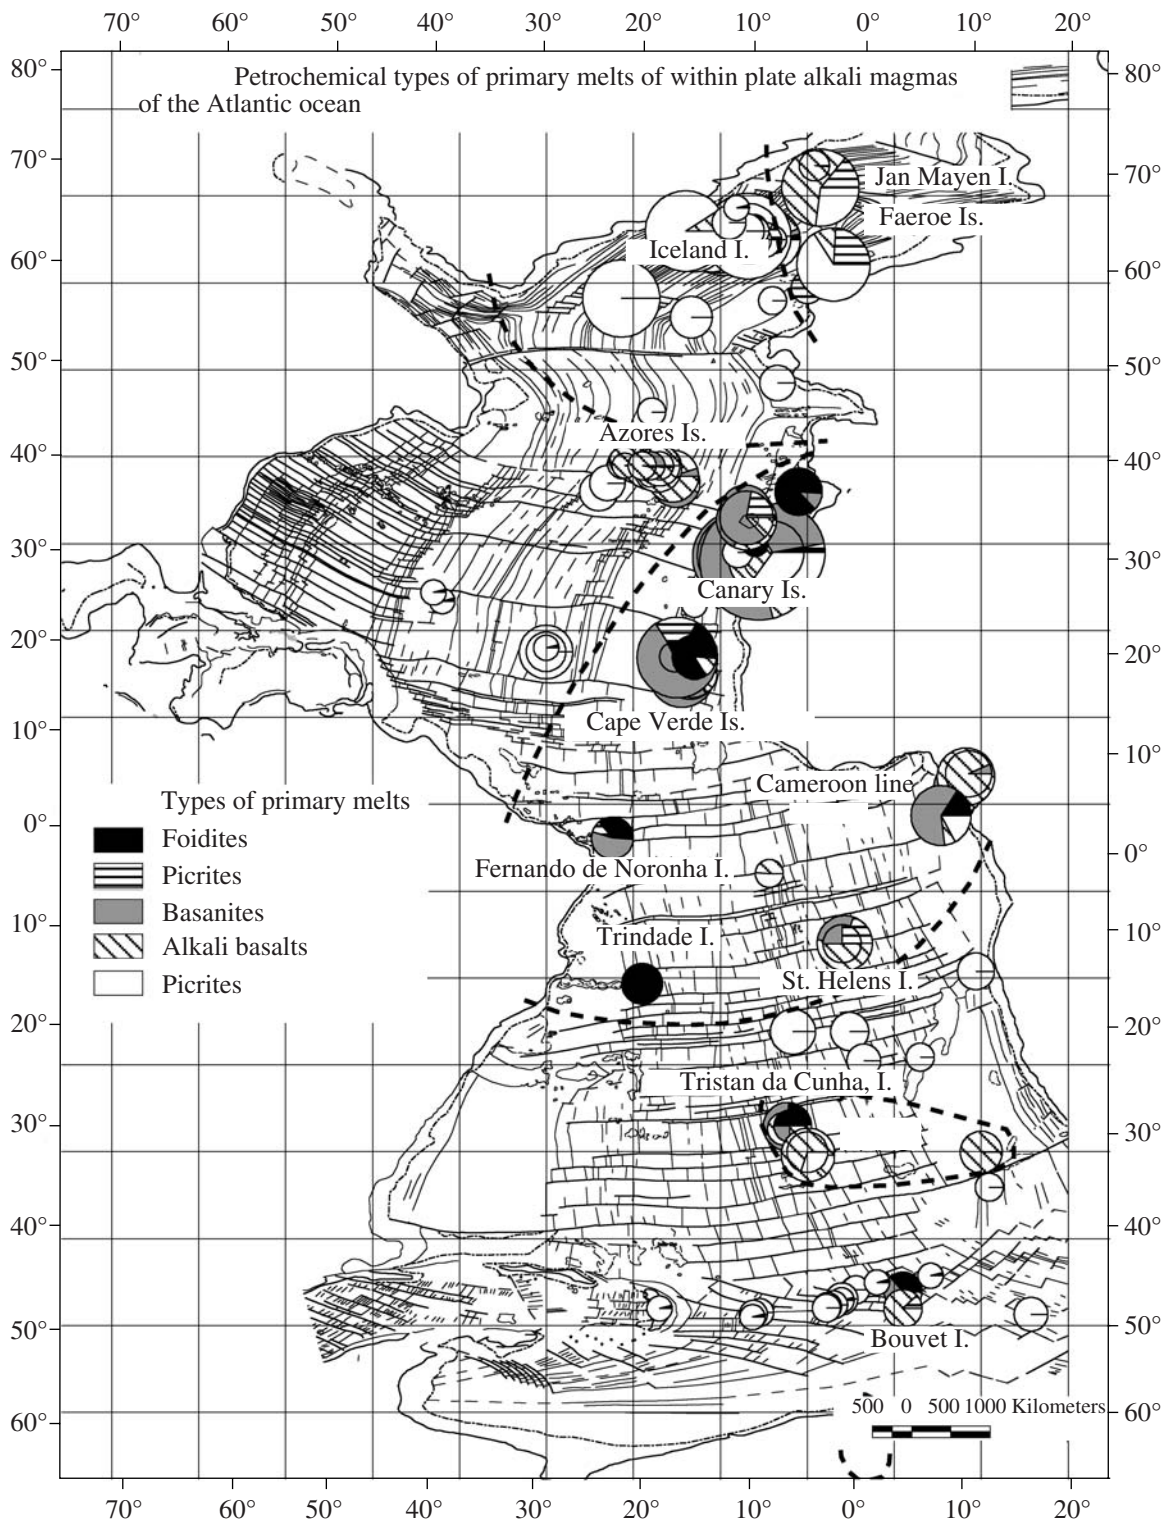 70° 60° 50° 40° 30° 20° 10° 0° 10° 20°
Petrochemical types of primary melts of within plate alkali magmas
of the Atlantic ocean
80° 80°
70° 70°
Jan Mayen I.
Faeroe Is.
Iceland I.
60° 60°
50° 50°
Azores Is.
40° 40°
30° 30°
Canary Is.
20° 20°
Cape Verde Is.
10° 10°
Cameroon line
Types of primary melts
0° 0°
Foidites
Picrites
Basanites
Alkali basalts
Picrites
Fernando de Noronha I.
10° 10°
Trindade I.
St. Helens I.
20° 20°
Tristan da Cunha, I.
30° 30°
40° 40°
50° 50°
Bouvet I.
500 0 500 1000 Kilometers
60° 60°
70° 60° 50° 40° 30° 20° 10° 0° 10° 20°